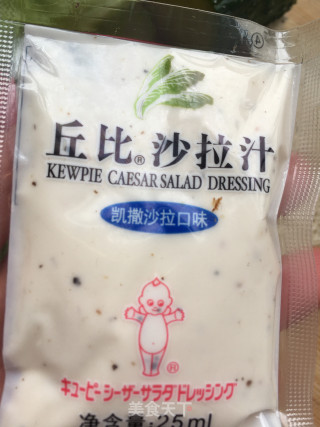 ®
丘比®沙拉汁
KEWPIE CAESAR SALAD DRESSING
凯撒沙拉口味
®
キユーピー シーザーサラダドレッシング
净含量:25ml
美食天下